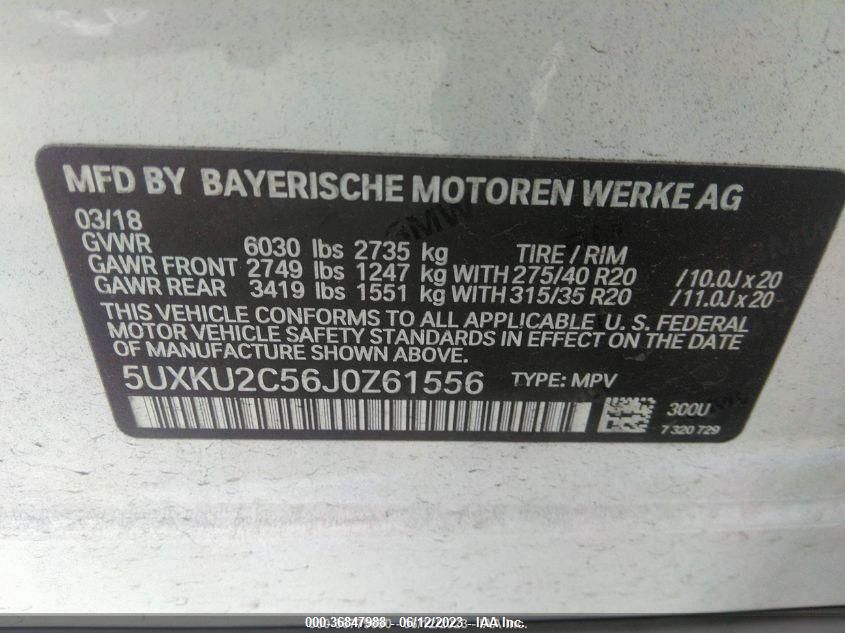 MFD BY BAYERISCHE MOTOREN WERKE AG
03/18
GVWR 6030 lbs 2735 kg TIRE / RIM
GAWR FRONT 2749 lbs 1247 kg WITH 275/40 R20 /10.0J x 20
GAWR REAR 3419 lbs 1551 kg WITH 315/35 R20 /11.0J x 20
THIS VEHICLE CONFORMS TO ALL APPLICABLE U. S. FEDERAL
MOTOR VEHICLE SAFETY STANDARDS IN EFFECT ON THE DATE
OF MANUFACTURE SHOWN ABOVE.
5UXKU2C56J0Z61556 TYPE: MPV
300U
7 320 729
000-36847988 - 06/12/2023 - IAA Inc.